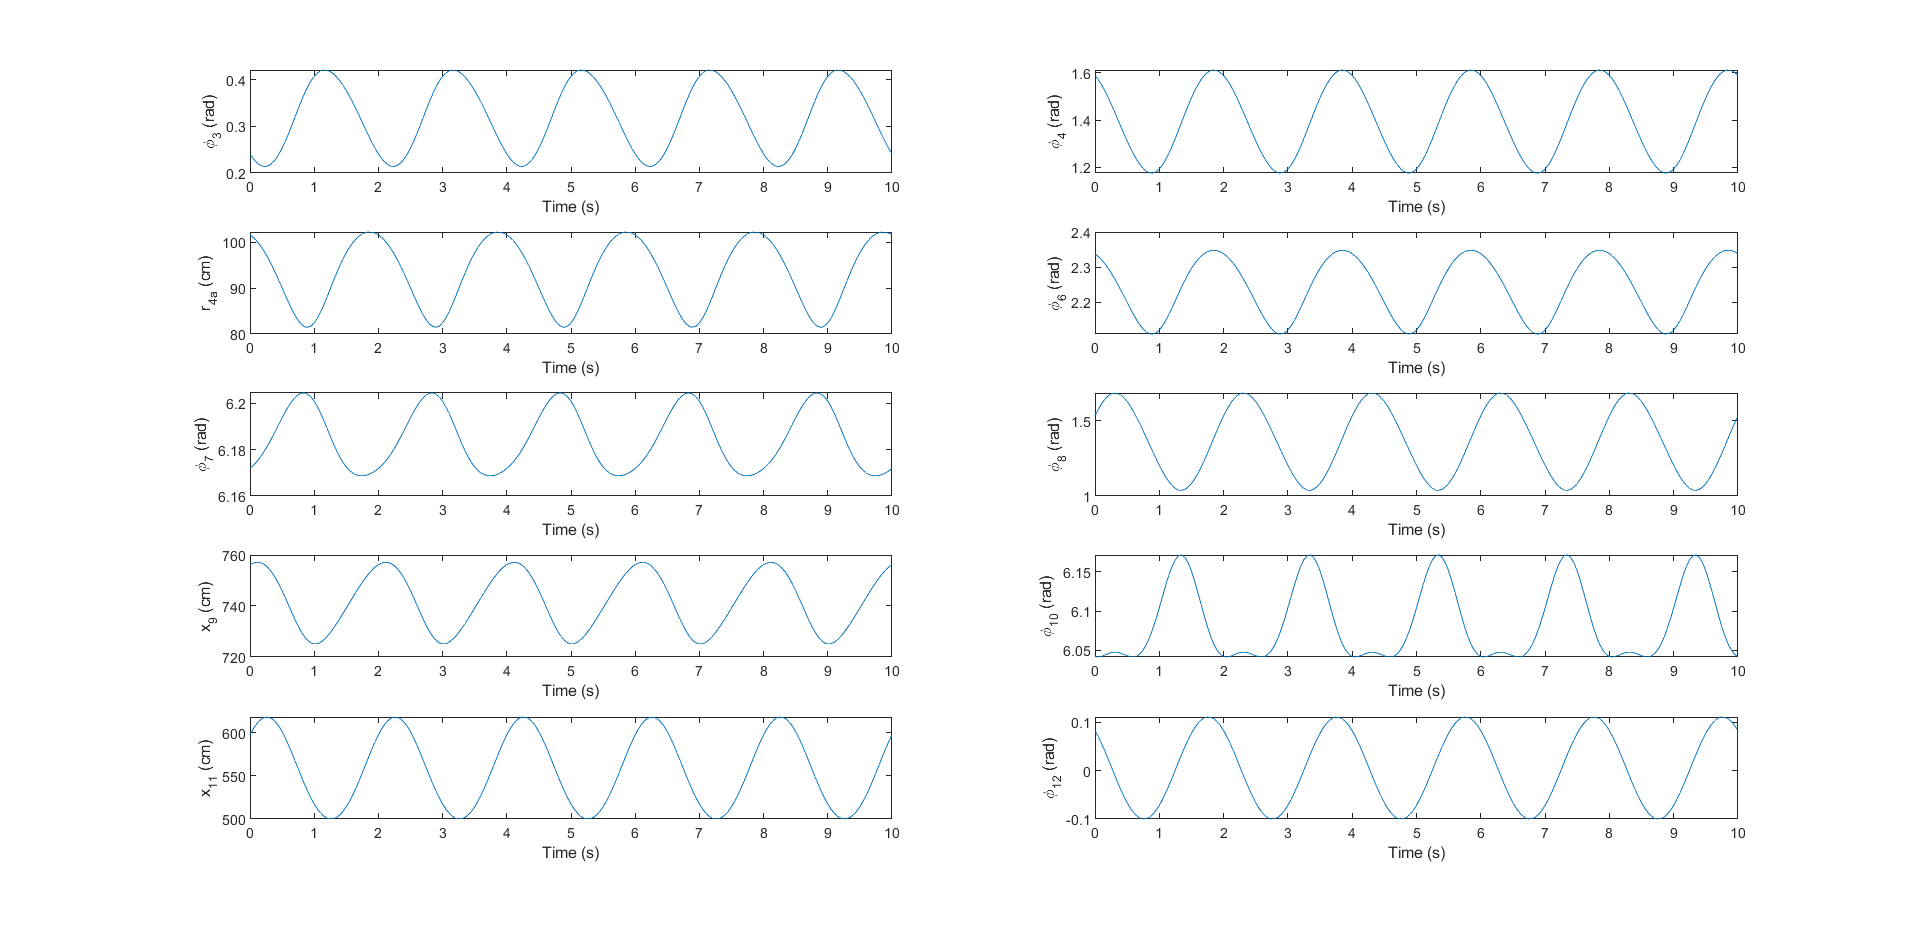 ϕ3 (rad)
0.4
0.3
0.2
0 1 2 3 4 5 6 7 8 9 10
Time (s)
ϕ4 (rad)
1.6
1.4
1.2
0 1 2 3 4 5 6 7 8 9 10
Time (s)
r4a (cm)
100
90
80
0 1 2 3 4 5 6 7 8 9 10
Time (s)
ϕ6 (rad)
2.4
2.3
2.2
0 1 2 3 4 5 6 7 8 9 10
Time (s)
ϕ7 (rad)
6.2
6.18
6.16
0 1 2 3 4 5 6 7 8 9 10
Time (s)
ϕ8 (rad)
1.5
1
0 1 2 3 4 5 6 7 8 9 10
Time (s)
x9 (cm)
760
740
720
0 1 2 3 4 5 6 7 8 9 10
Time (s)
ϕ10 (rad)
6.15
6.1
6.05
0 1 2 3 4 5 6 7 8 9 10
Time (s)
x11 (cm)
600
550
500
0 1 2 3 4 5 6 7 8 9 10
Time (s)
ϕ12 (rad)
0.1
0
-0.1
0 1 2 3 4 5 6 7 8 9 10
Time (s)